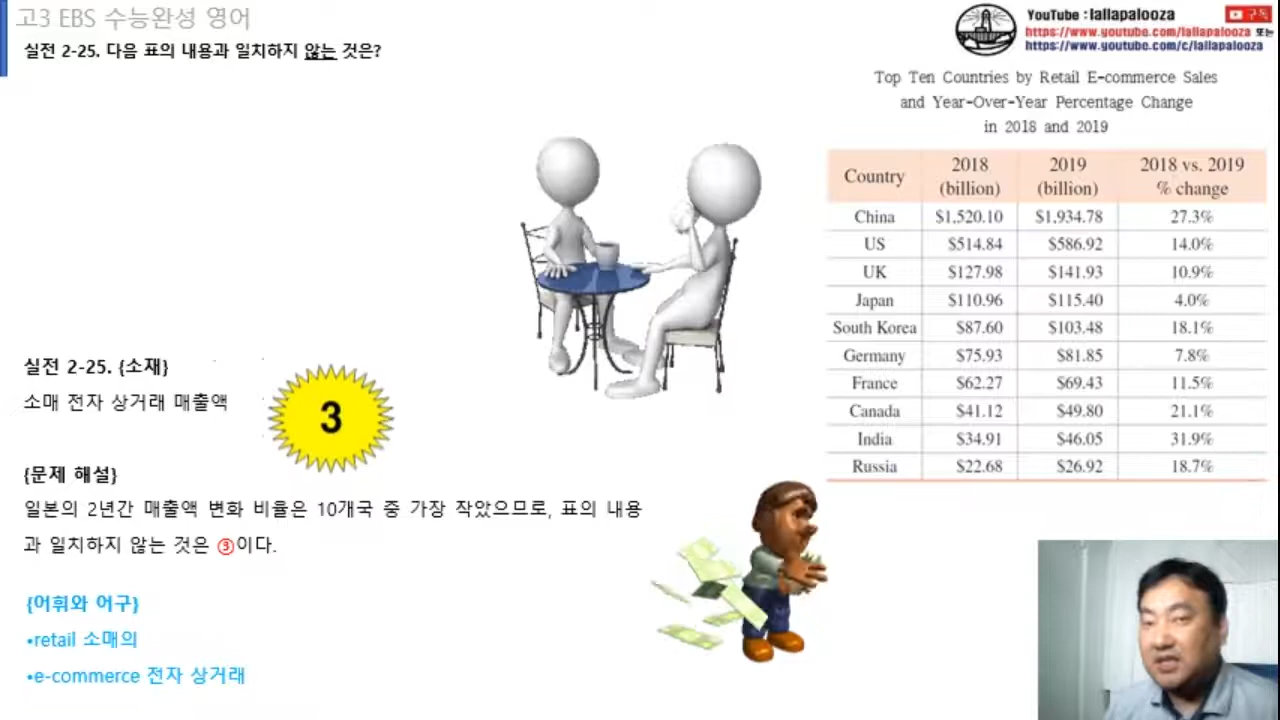 고3 EBS 수능완성 영어
실전 2-25. 다음 표의 내용과 일치하지 않는 것은?
YouTube : lallapalooza
구독
https://www.youtube.com/lallapalooza 또는
https://www.youtube.com/c/lallapalooza
Top Ten Countries by Retail E-commerce Sales
and Year-Over-Year Percentage Change
in 2018 and 2019
Country 2018 (billion) 2019 (billion) 2018 vs. 2019 % change
China $1,520.10 $1,934.78 27.3%
US $514.84 $586.92 14.0%
UK $127.98 $141.93 10.9%
Japan $110.96 $115.40 4.0%
South Korea $87.60 $103.48 18.1%
Germany $75.93 $81.85 7.8%
France $62.27 $69.43 11.5%
Canada $41.12 $49.80 21.1%
India $34.91 $46.05 31.9%
Russia $22.68 $26.92 18.7%
실전 2-25. {소재}
소매 전자 상거래 매출액
3
{문제 해설}
일본의 2년간 매출액 변화 비율은 10개국 중 가장 작았으므로, 표의 내용
과 일치하지 않는 것은 ③이다.
{어휘와 어구}
•retail 소매의
•e-commerce 전자 상거래